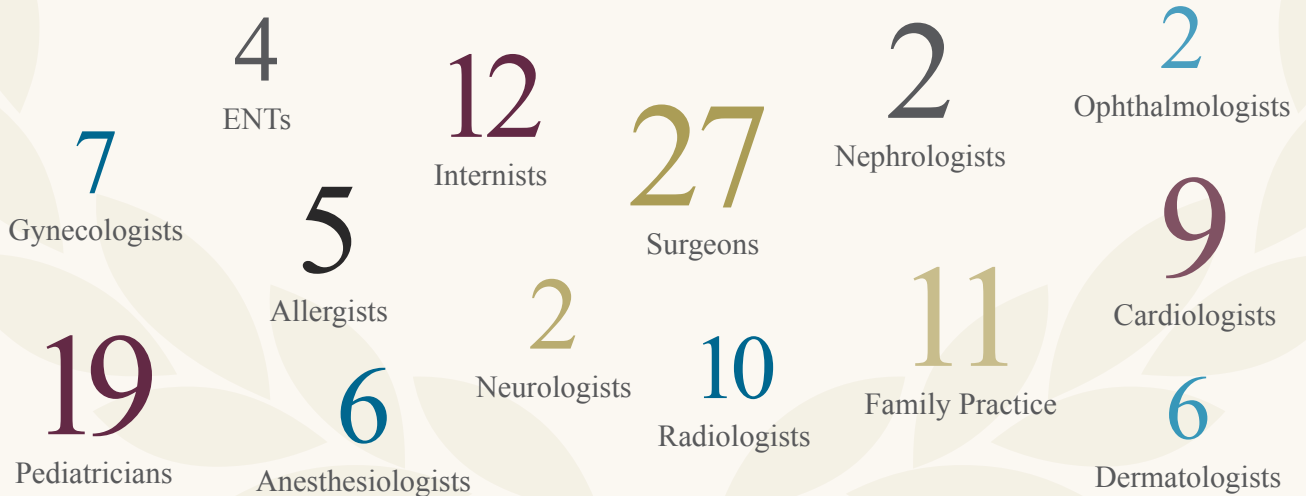 4
ENTs
12
Internists
27
Surgeons
2
Nephrologists
2
Ophthalmologists
7
Gynecologists
5
Allergists
2
Neurologists
10
Radiologists
11
Family Practice
9
Cardiologists
19
Pediatricians
6
Anesthesiologists
6
Dermatologists